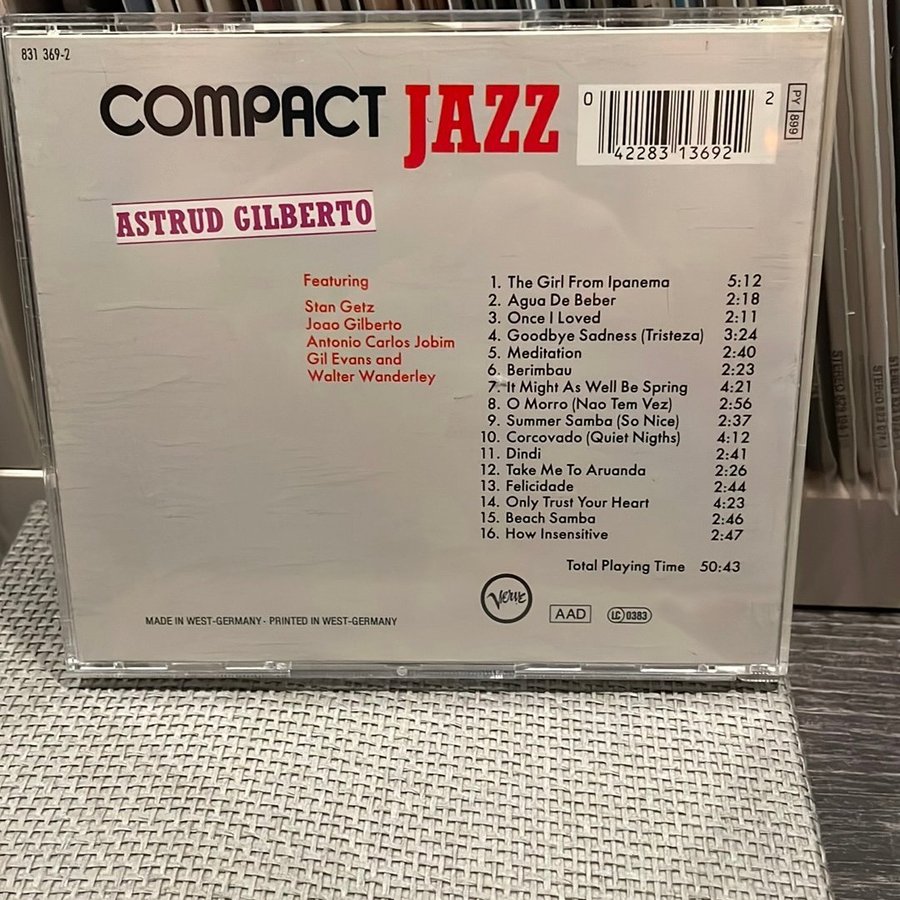 831 369-2
COMPACT JAZZ
0 42283 13692 2
PY 899
ASTRUD GILBERTO
Featuring
Stan Getz
Joao Gilberto
Antonio Carlos Jobim
Gil Evans and
Walter Wanderley
1. The Girl From Ipanema 5:12
2. Agua De Beber 2:18
3. Once I Loved 2:11
4. Goodbye Sadness (Tristeza) 3:24
5. Meditation 2:40
6. Berimbau 2:23
7. It Might As Well Be Spring 4:21
8. O Morro (Nao Tem Vez) 2:56
9. Summer Samba (So Nice) 2:37
10. Corcovado (Quiet Nigths) 4:12
11. Dindi 2:41
12. Take Me To Aruanda 2:26
13. Felicidade 2:44
14. Only Trust Your Heart 4:23
15. Beach Samba 2:46
16. How Insensitive 2:47
Total Playing Time 50:43
VERVE
AAD
LC 0383
MADE IN WEST-GERMANY - PRINTED IN WEST-GERMANY
STEREO
STEREO
STEREO